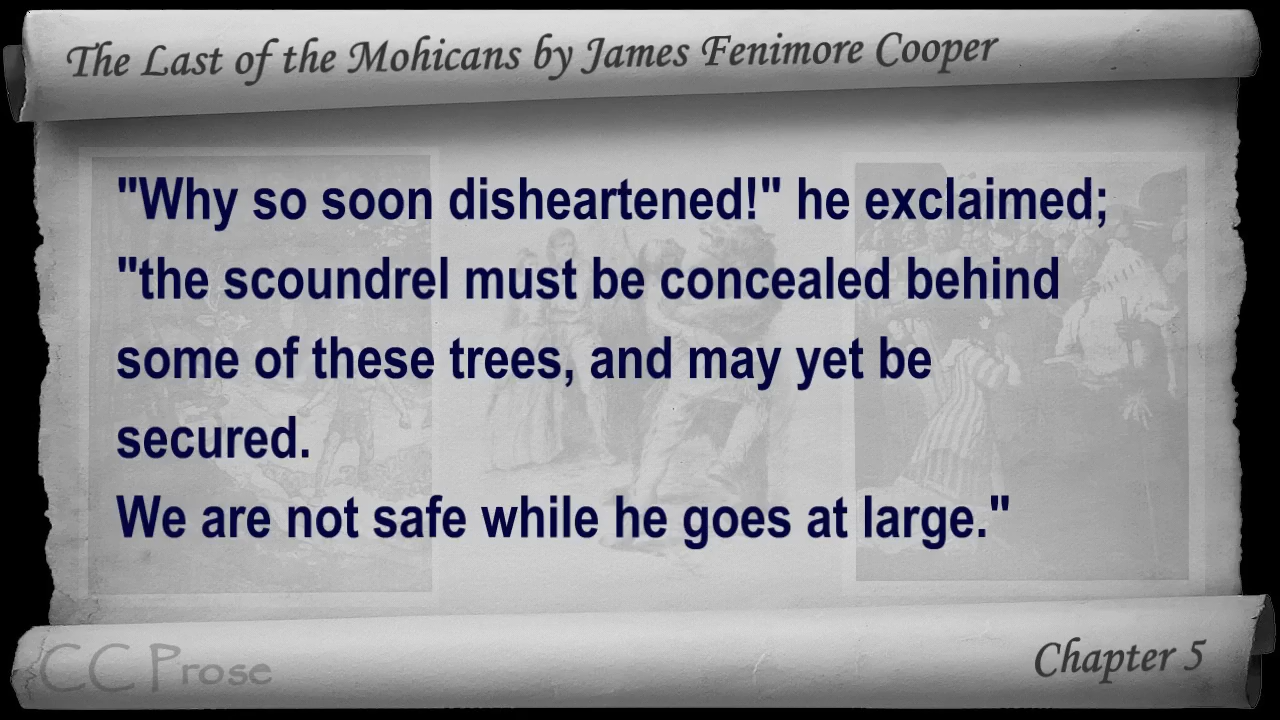 The Last of the Mohicans by James Fenimore Cooper
"Why so soon disheartened!" he exclaimed;
"the scoundrel must be concealed behind
some of these trees, and may yet be
secured.
We are not safe while he goes at large."
CC Prose
Chapter 5